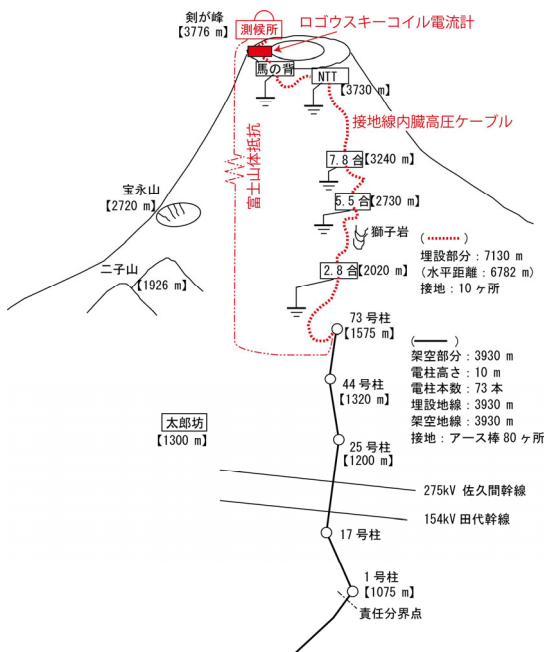 剣が峰
【3776 m】
測候所
ロゴウスキーコイル電流計
馬の背
NTT
【3730 m】
接地線内臓高圧ケーブル
7.8 合
【3240 m】
富士山体抵抗
5.5 合
【2730 m】
宝永山
【2720 m】
獅子岩
(  )
埋設部分：7130 m
(水平距離：6782 m)
接地：10 ヶ所
二子山
【1926 m】
2.8 合
【2020 m】
73 号柱
【1575 m】
(  )
架空部分：3930 m
電柱高さ：10 m
電柱本数：73 本
埋設地線：3930 m
架空地線：3930 m
接地：アース棒 80 ヶ所
44 号柱
【1320 m】
太郎坊
【1300 m】
25 号柱
【1200 m】
275kV 佐久間幹線
154kV 田代幹線
17 号柱
1 号柱
【1075 m】
責任分界点